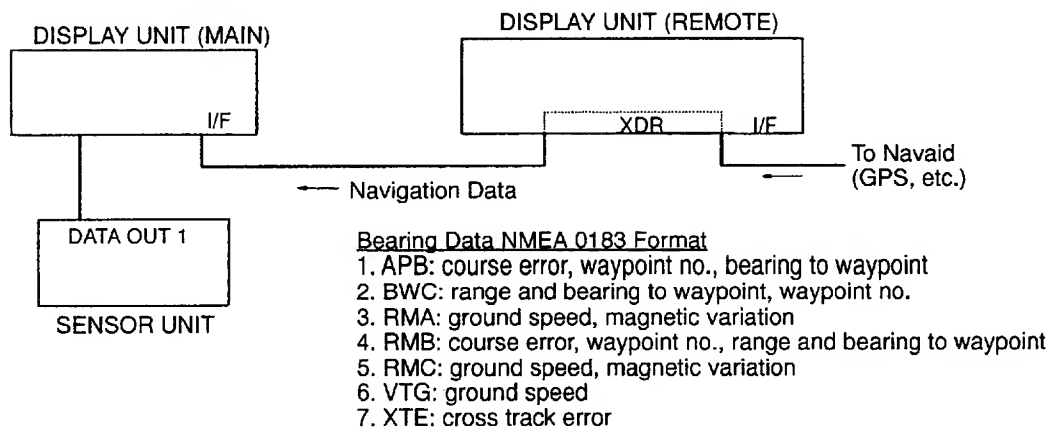 DISPLAY UNIT (MAIN)
DISPLAY UNIT (REMOTE)
I/F
XDR
I/F
To Navaid
(GPS, etc.)
← Navigation Data
←
DATA OUT 1
SENSOR UNIT
Bearing Data NMEA 0183 Format
1. APB: course error, waypoint no., bearing to waypoint
2. BWC: range and bearing to waypoint, waypoint no.
3. RMA: ground speed, magnetic variation
4. RMB: course error, waypoint no., range and bearing to waypoint
5. RMC: ground speed, magnetic variation
6. VTG: ground speed
7. XTE: cross track error